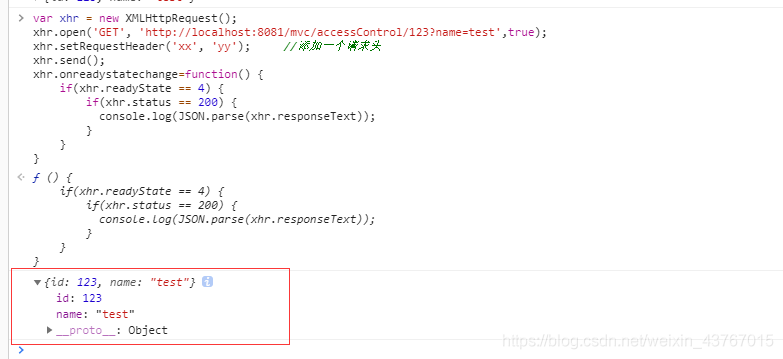 var xhr = new XMLHttpRequest();
xhr.open('GET', 'http://localhost:8081/mvc/accessControl/123?name=test',true);
xhr.setRequestHeader('xx', 'yy');     //添加一个请求头
xhr.send();
xhr.onreadystatechange=function() {
    if(xhr.readyState == 4) {
        if(xhr.status == 200) {
          console.log(JSON.parse(xhr.responseText));
        }
    }
}
ƒ () {
    if(xhr.readyState == 4) {
        if(xhr.status == 200) {
          console.log(JSON.parse(xhr.responseText));
        }
    }
}
{id: 123, name: "test"}
id: 123
name: "test"
__proto__: Object
https://blog.csdn.net/weixin_43767015